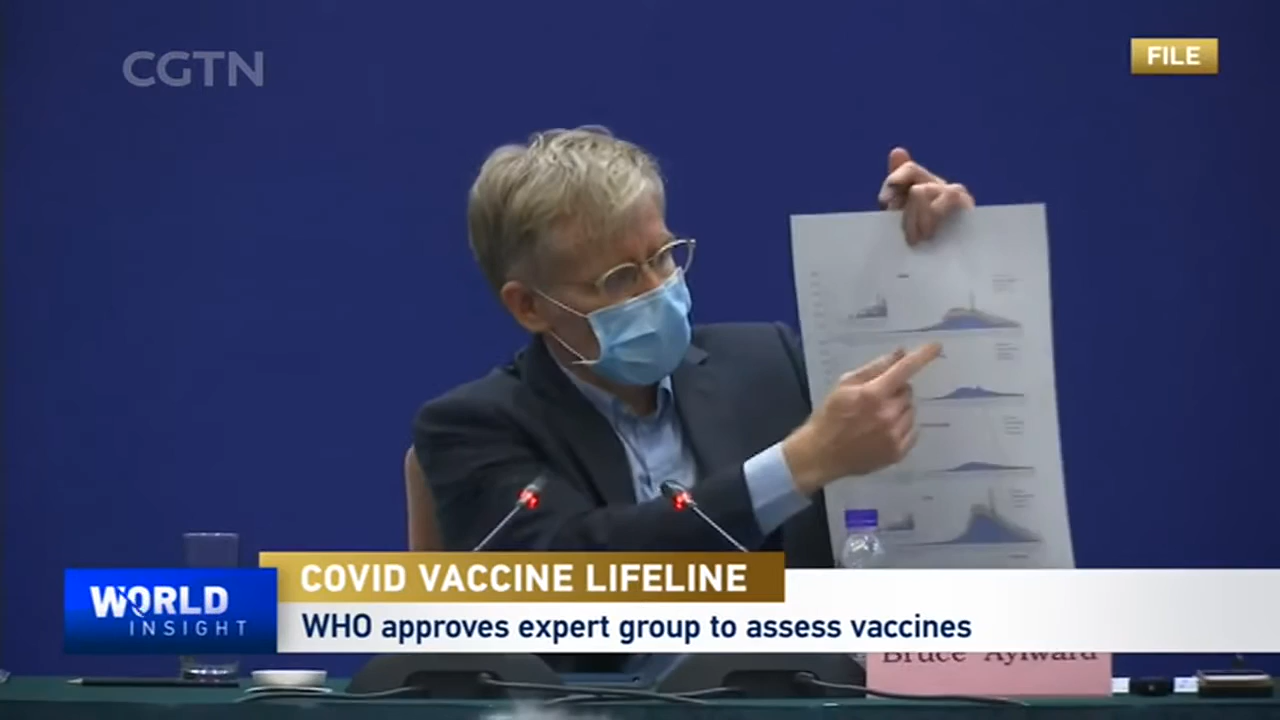 CGTN
FILE
COVID VACCINE LIFELINE
WORLD
INSIGHT
WHO approves expert group to assess vaccines
Bruce Aylward